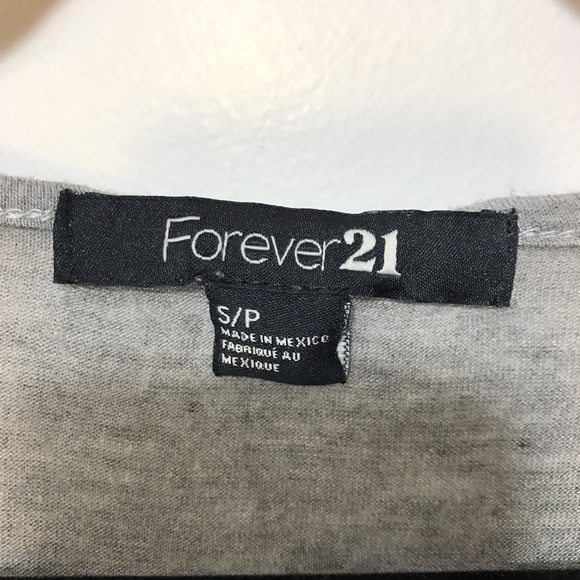 Forever21
S/P
MADE IN MEXICO
FABRIQUÉ AU
MEXIQUE